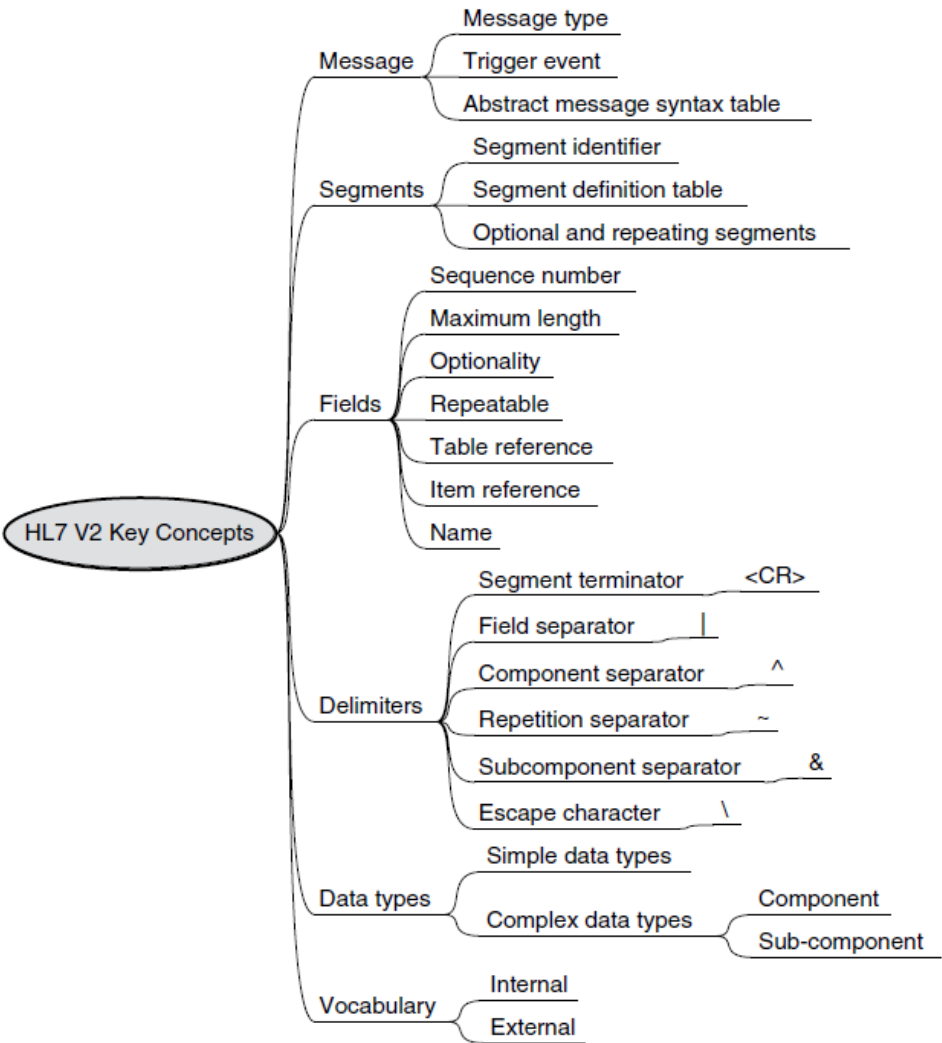 Message type
Message
Trigger event
Abstract message syntax table
Segment identifier
Segments
Segment definition table
Optional and repeating segments
Sequence number
Maximum length
Optionality
Fields
Repeatable
Table reference
Item reference
HL7 V2 Key Concepts
Name
Segment terminator
<CR>
Field separator
|
Component separator
^
Delimiters
Repetition separator
~
Subcomponent separator
&
Escape character
\
Simple data types
Data types
Complex data types
Component
Sub-component
Vocabulary
Internal
External